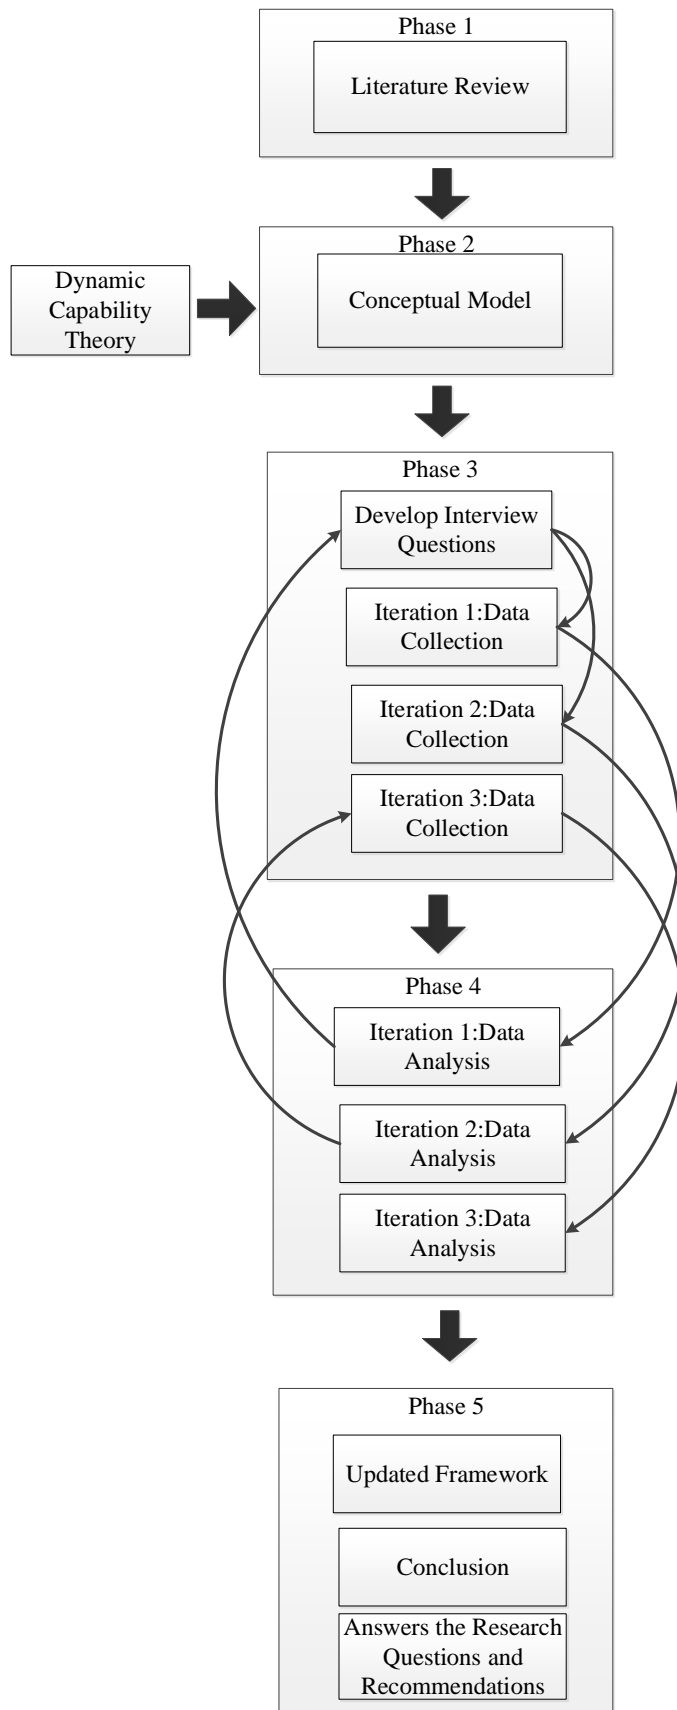 Phase 1
Literature Review
Phase 2
Conceptual Model
Dynamic
Capability
Theory
Phase 3
Develop Interview
Questions
Iteration 1:Data
Collection
Iteration 2:Data
Collection
Iteration 3:Data
Collection
Phase 4
Iteration 1:Data
Analysis
Iteration 2:Data
Analysis
Iteration 3:Data
Analysis
Phase 5
Updated Framework
Conclusion
Answers the Research
Questions and
Recommendations